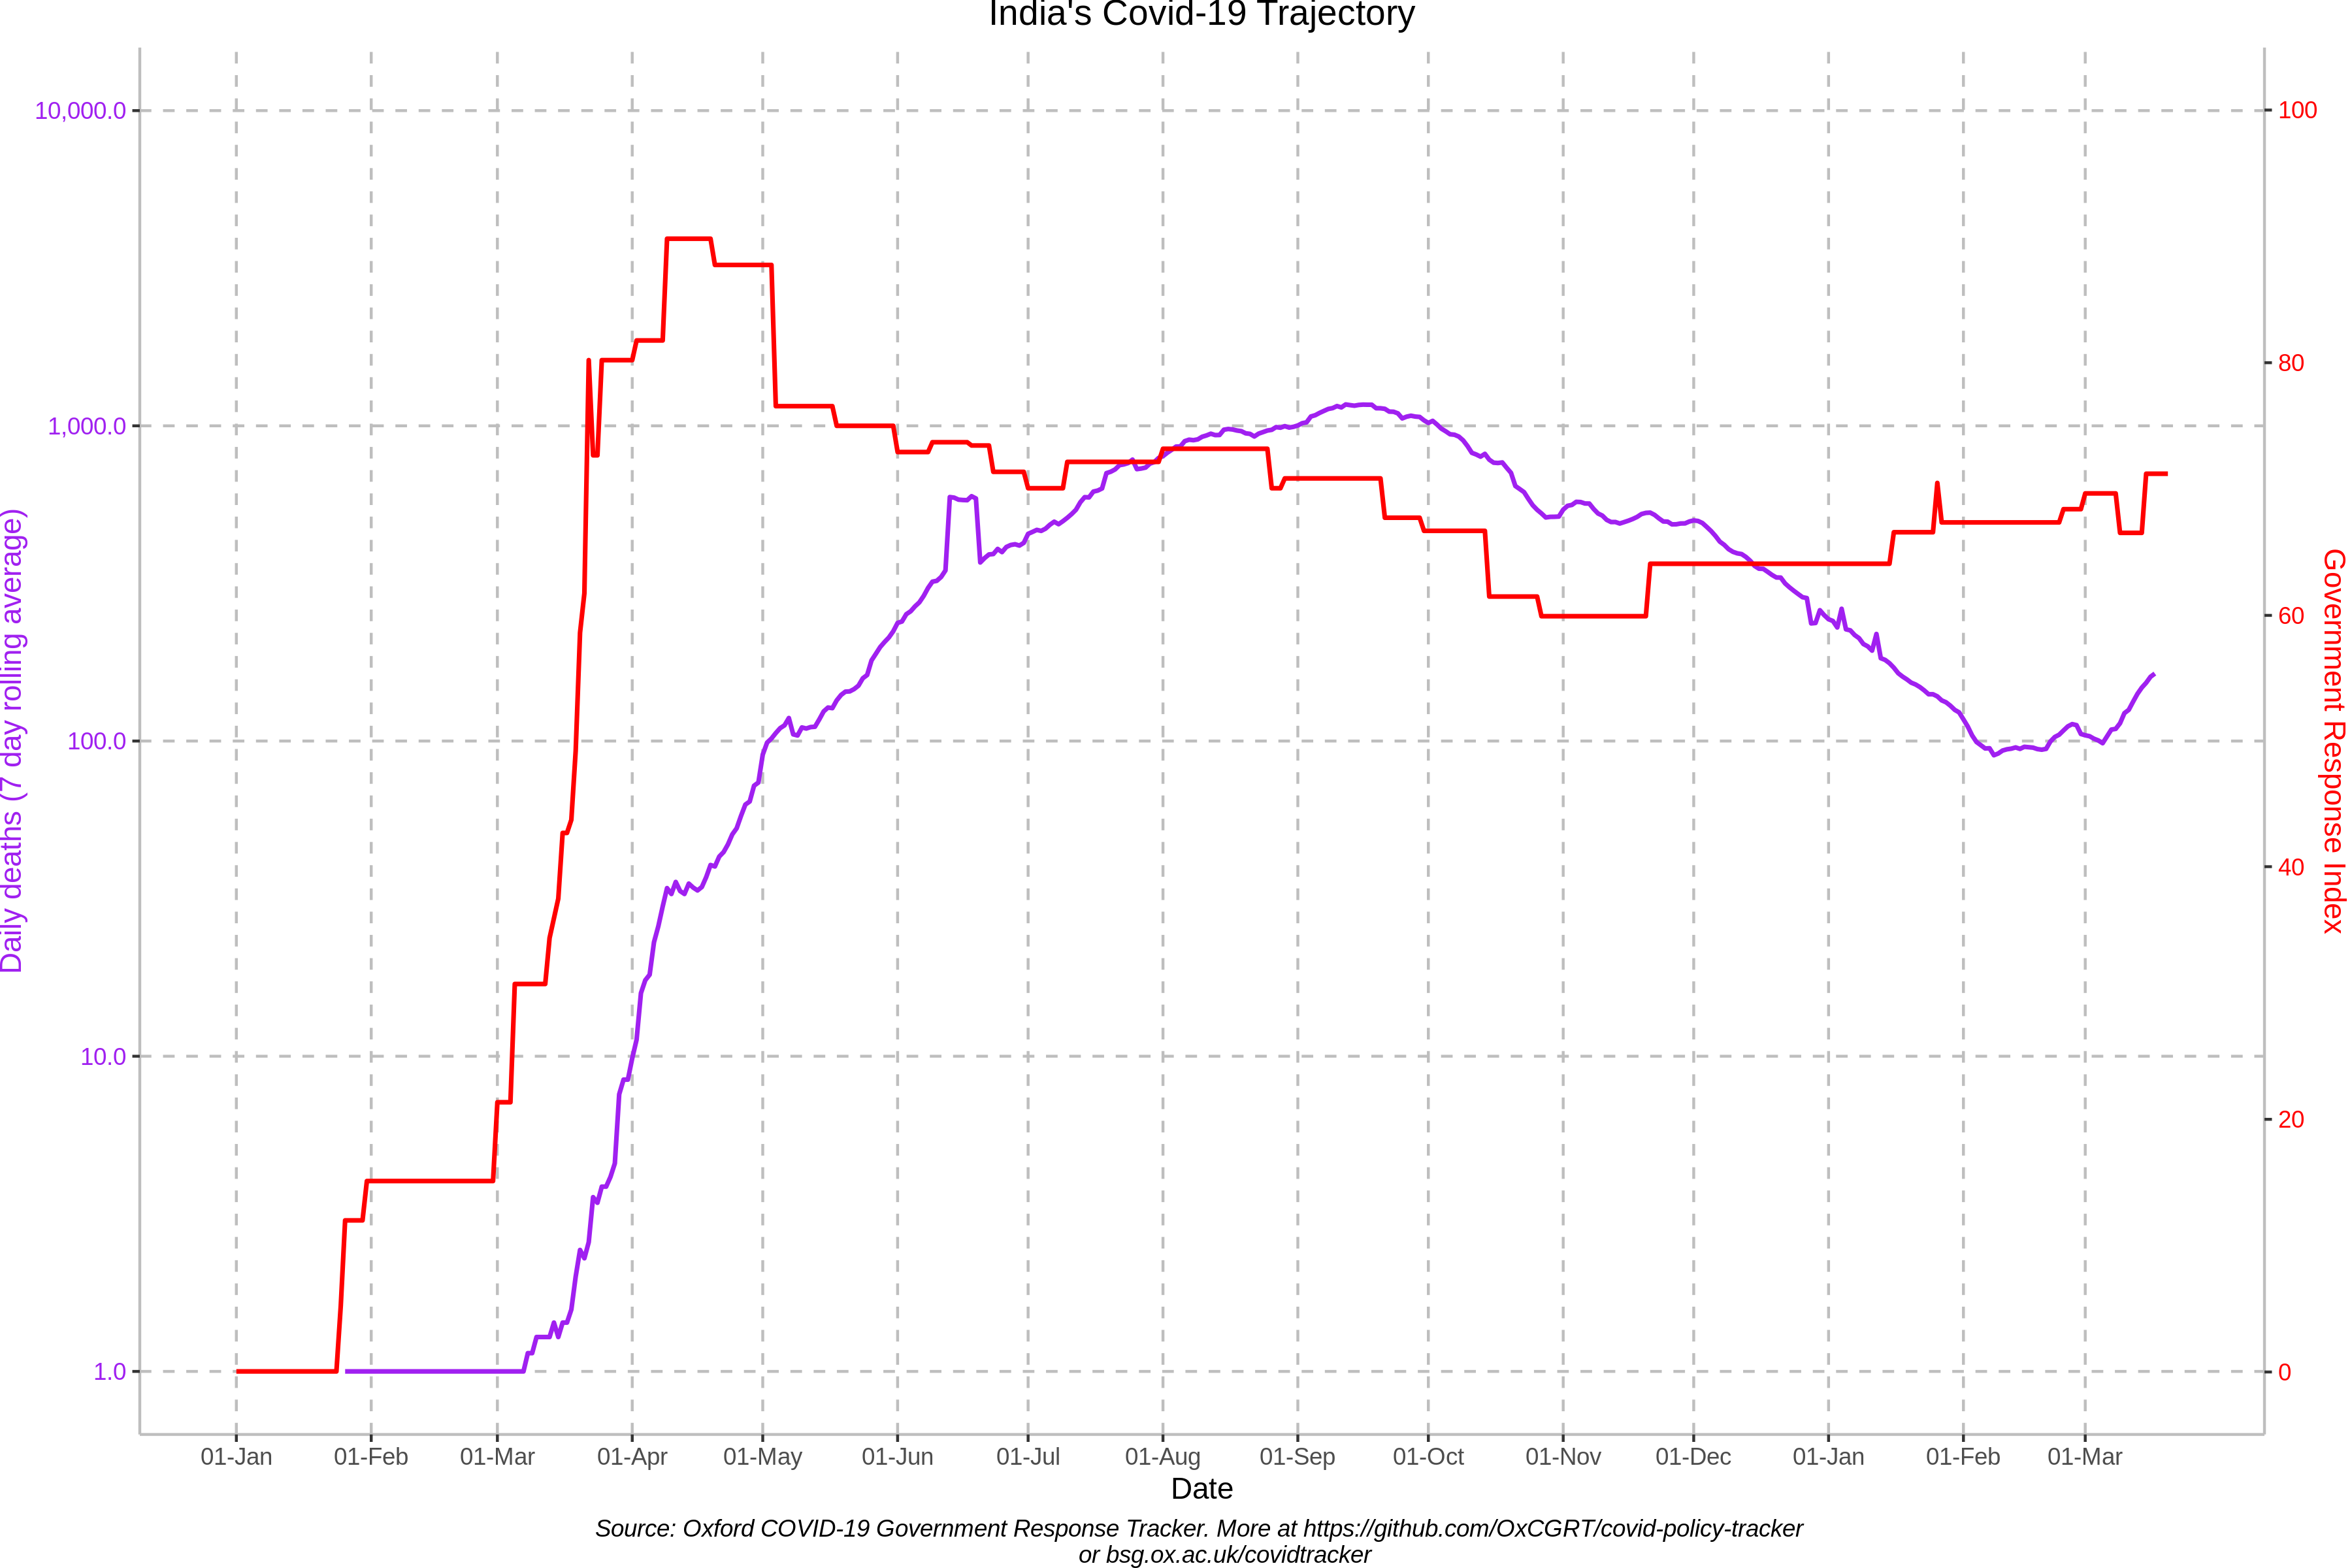 India's Covid-19 Trajectory
10,000.0
1,000.0
100.0
10.0
1.0
Daily deaths (7 day rolling average)
100
80
60
40
20
0
Government Response Index
01-Jan 01-Feb 01-Mar 01-Apr 01-May 01-Jun 01-Jul 01-Aug 01-Sep 01-Oct 01-Nov 01-Dec 01-Jan 01-Feb 01-Mar
Date
Source: Oxford COVID-19 Government Response Tracker. More at https://github.com/OxCGRT/covid-policy-tracker
or bsg.ox.ac.uk/covidtracker